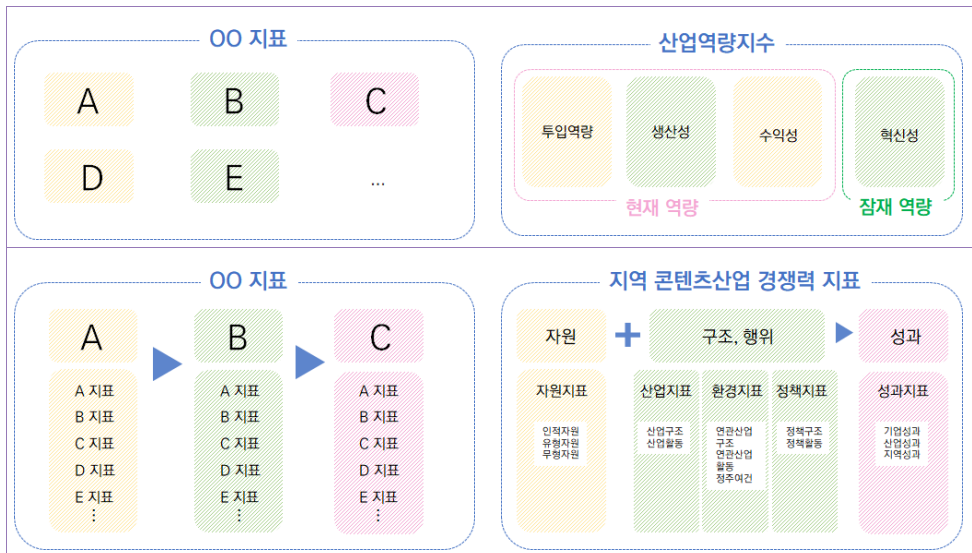 OO 지표
A
B
C
D
E
...
산업역량지수
투입역량
생산성
수익성
혁신성
현재 역량
잠재 역량
OO 지표
A
B
C
A 지표
B 지표
C 지표
D 지표
E 지표
⋮
A 지표
B 지표
C 지표
D 지표
E 지표
⋮
A 지표
B 지표
C 지표
D 지표
E 지표
⋮
지역 콘텐츠산업 경쟁력 지표
자원
+
구조, 행위
성과
자원지표
인적자원
유형자원
무형자원
산업지표
산업구조
산업활동
환경지표
연관산업
구조
연관산업
활동
정주여건
정책지표
정책구조
정책활동
성과지표
기업성과
산업성과
지역성과